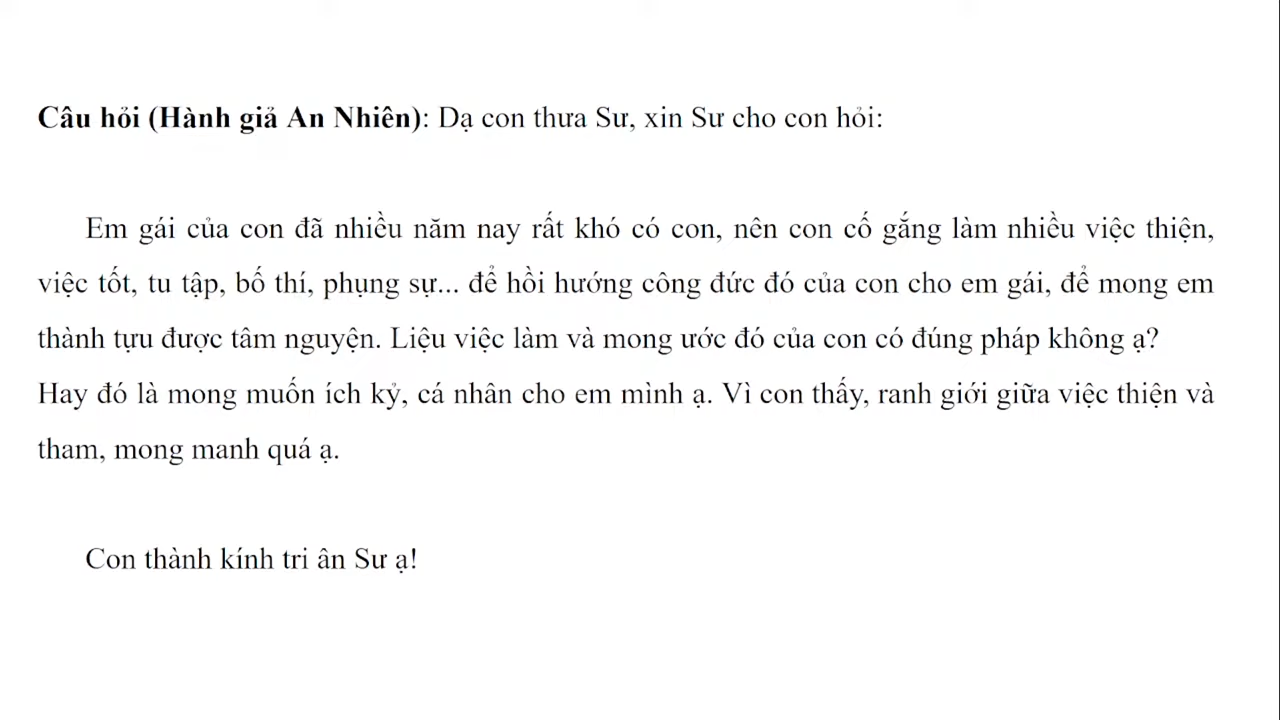 Câu hỏi (Hành giả An Nhiên): Dạ con thưa Sư, xin Sư cho con hỏi:
Em gái của con đã nhiều năm nay rất khó có con, nên con cố gắng làm nhiều việc thiện,
việc tốt, tu tập, bố thí, phụng sự... để hồi hướng công đức đó của con cho em gái, để mong em
thành tựu được tâm nguyện. Liệu việc làm và mong ước đó của con có đúng pháp không ạ?
Hay đó là mong muốn ích kỷ, cá nhân cho em mình ạ. Vì con thấy, ranh giới giữa việc thiện và
tham, mong manh quá ạ.
Con thành kính tri ân Sư ạ!